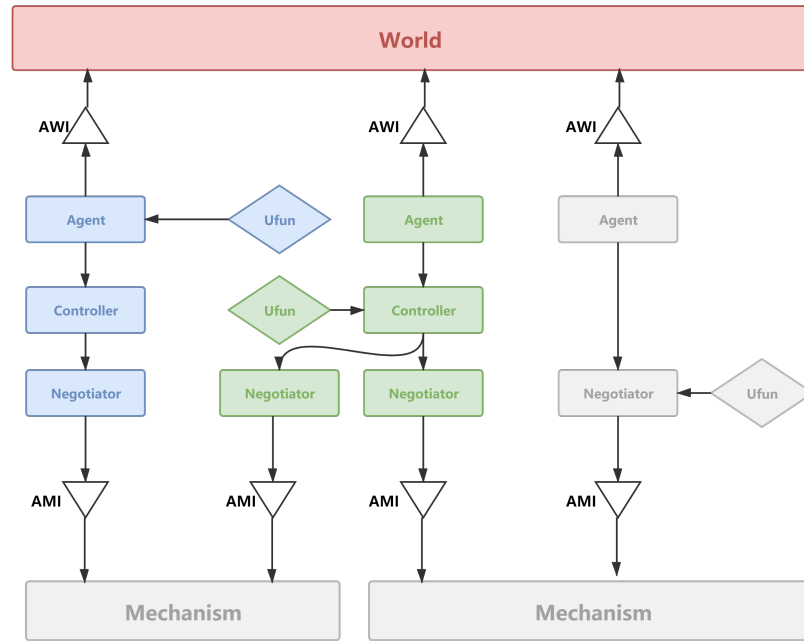 World
AWI
AWI
AWI
Agent
Ufun
Agent
Agent
Controller
Ufun
Controller
Negotiator
Negotiator
Negotiator
Negotiator
Ufun
AMI
AMI
AMI
AMI
Mechanism
Mechanism